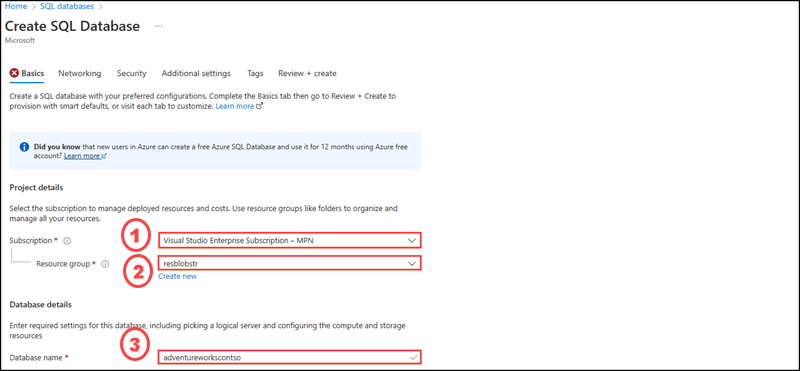 Home > SQL databases >
Create SQL Database ...
Microsoft
Basics Networking Security Additional settings Tags Review + create
Create a SQL database with your preferred configurations. Complete the Basics tab then go to Review + Create to
provision with smart defaults, or visit each tab to customize. Learn more
Did you know that new users in Azure can create a free Azure SQL Database and use it for 12 months using Azure free
account? Learn more
Project details
Select the subscription to manage deployed resources and costs. Use resource groups like folders to organize and
manage all your resources.
Subscription * 1 Visual Studio Enterprise Subscription – MPN
Resource group * 2 resblobstr
Create new
Database details
Enter required settings for this database, including picking a logical server and configuring the compute and storage
resources
Database name * 3 adventureworkscontso